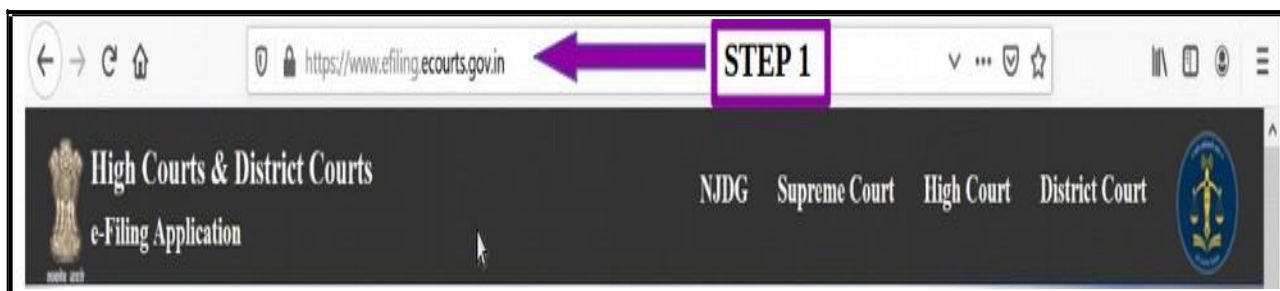 https://www.efiling.ecourts.gov.in
STEP 1
High Courts & District Courts
e-Filing Application
NJDG Supreme Court High Court District Court